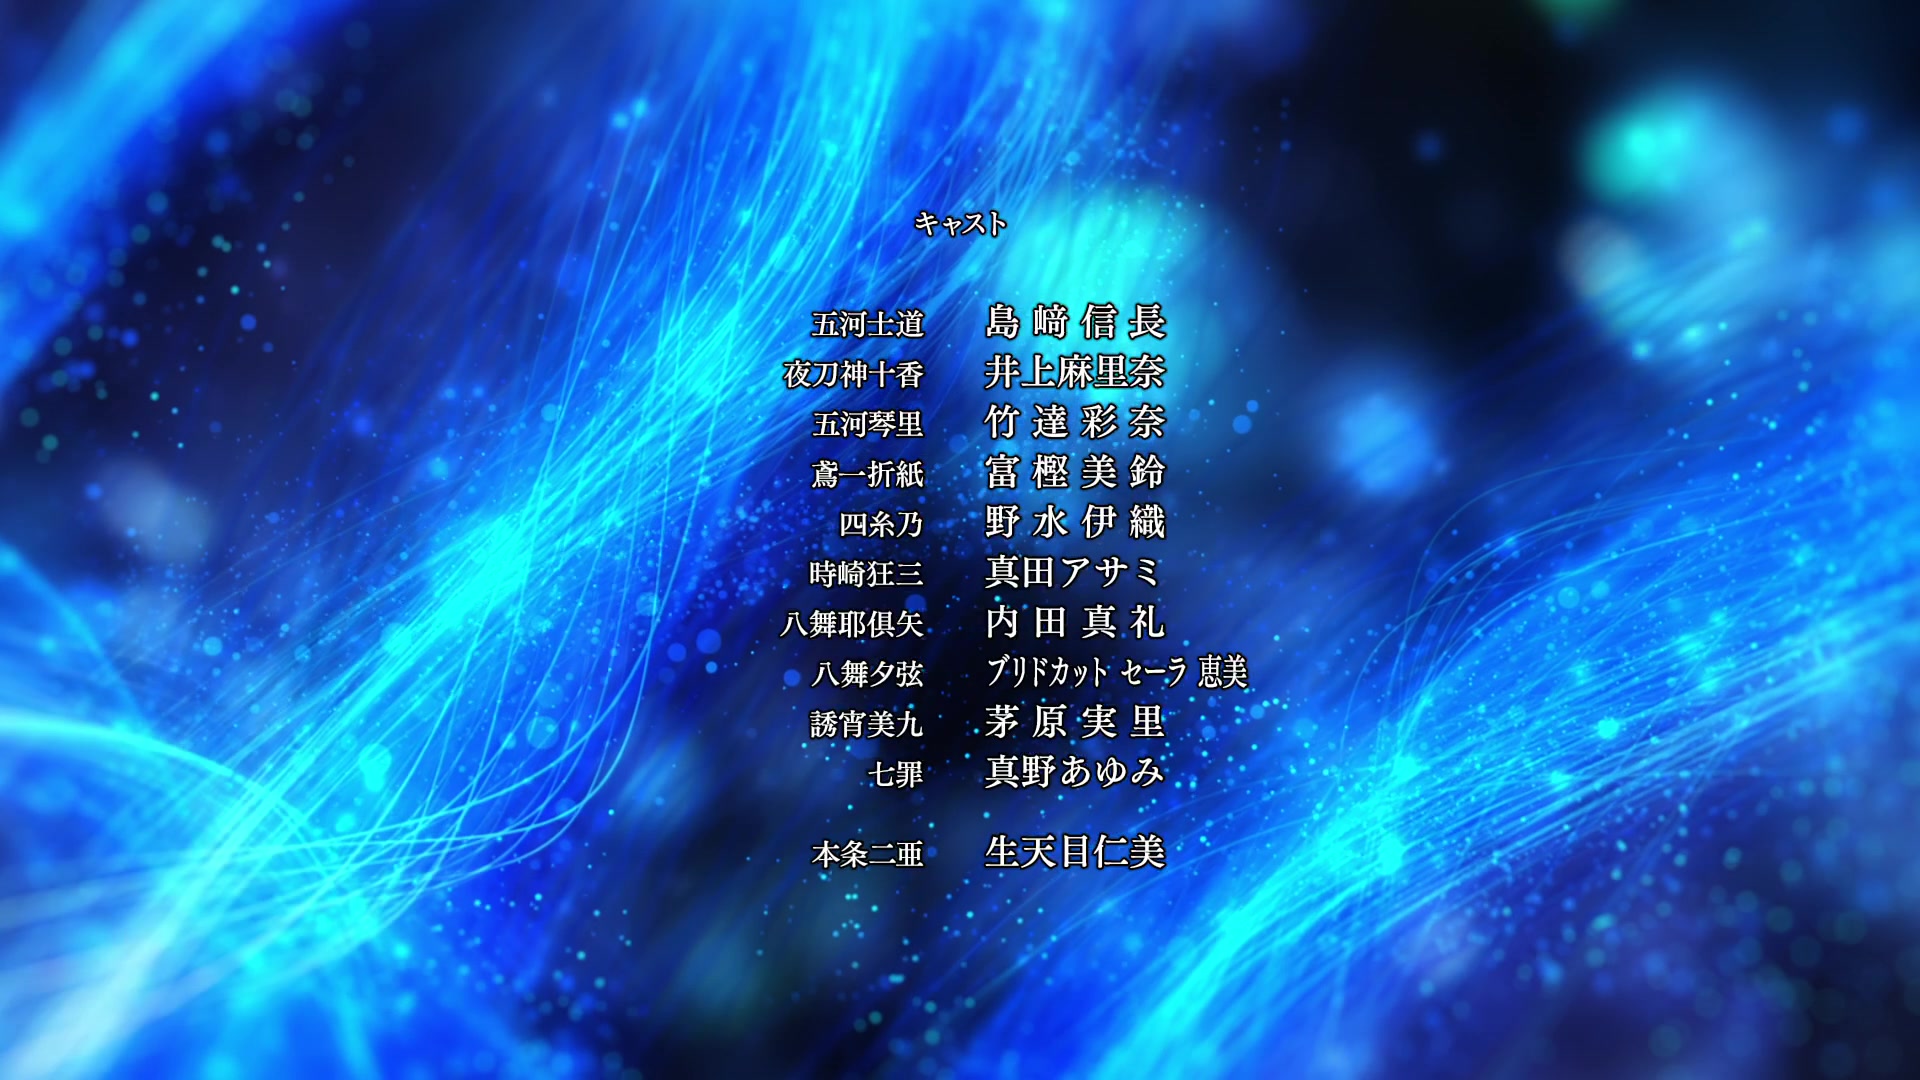 キャスト
五河士道 島﨑信長
夜刀神十香 井上麻里奈
五河琴里 竹達彩奈
鳶一折紙 富樫美鈴
四糸乃 野水伊織
時崎狂三 真田アサミ
八舞耶倶矢 内田真礼
八舞夕弦 ブリドカット セーラ 恵美
誘宵美九 茅原実里
七罪 真野あゆみ
本条二亜 生天目仁美